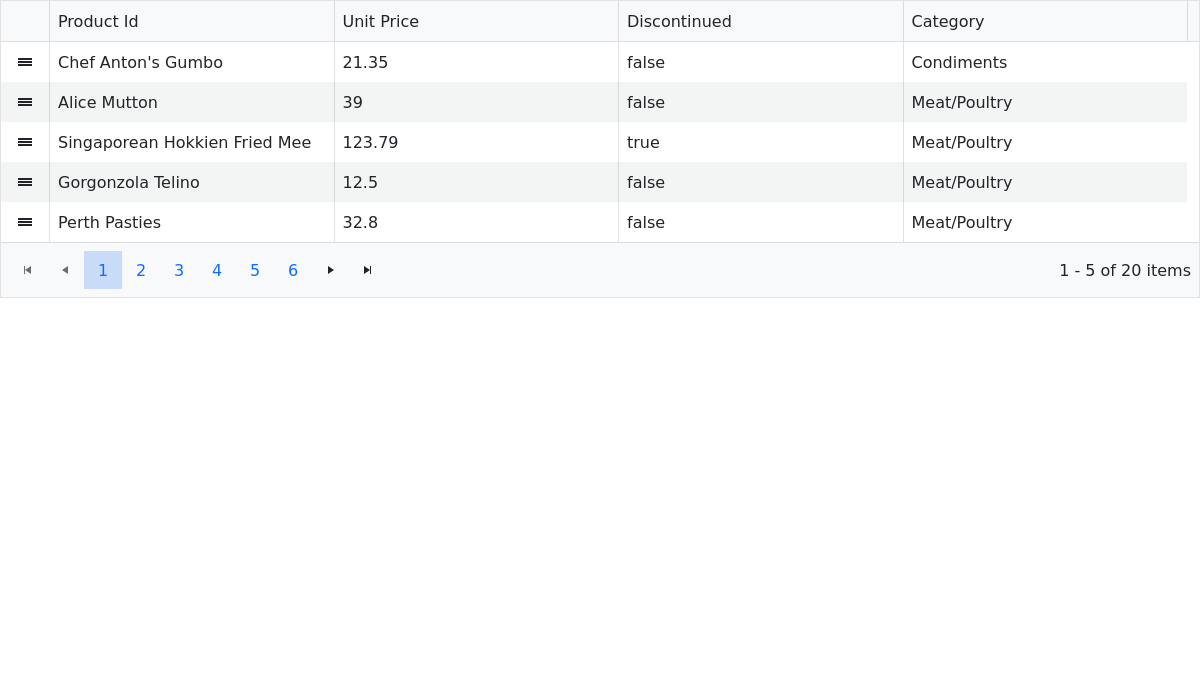 Product Id Unit Price Discontinued Category
Chef Anton's Gumbo 21.35 false Condiments
Alice Mutton 39 false Meat/Poultry
Singaporean Hokkien Fried Mee 123.79 true Meat/Poultry
Gorgonzola Telino 12.5 false Meat/Poultry
Perth Pasties 32.8 false Meat/Poultry
1 2 3 4 5 6 1 - 5 of 20 items